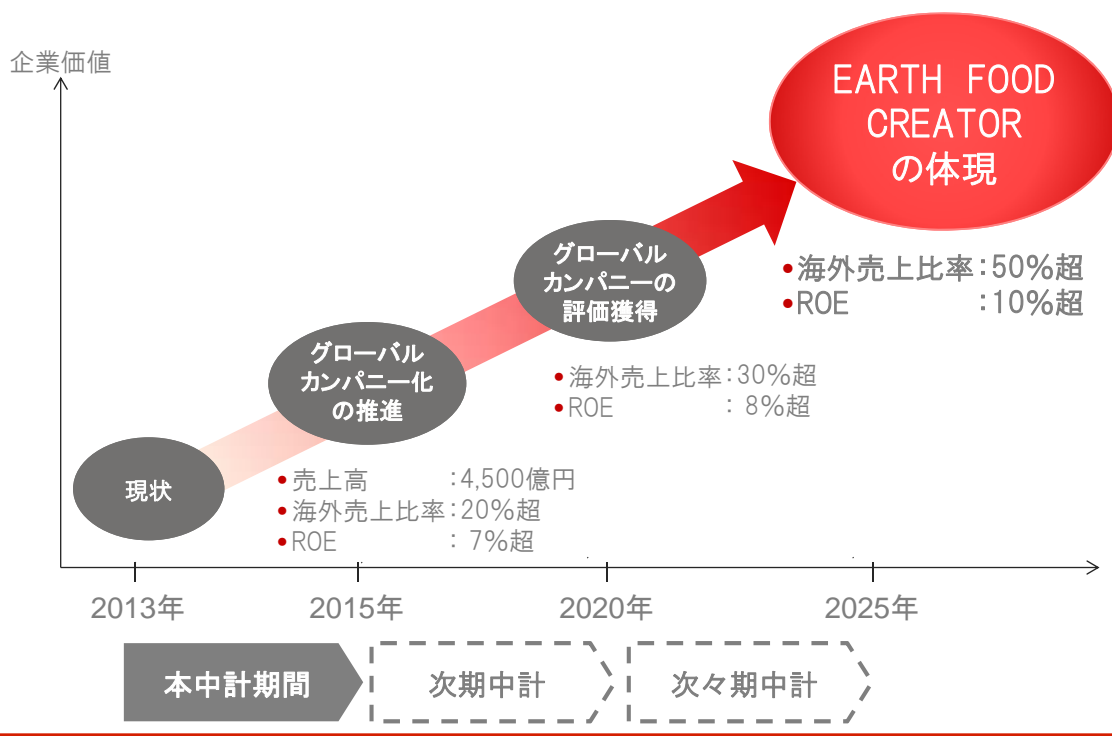 企業価値
EARTH FOOD
CREATOR
の体現
•海外売上比率:50%超
•ROE :10%超
グローバル
カンパニーの
評価獲得
•海外売上比率:30%超
•ROE : 8%超
グローバル
カンパニー化
の推進
•売上高 :4,500億円
•海外売上比率:20%超
•ROE : 7%超
現状
2013年 2015年 2020年 2025年
本中計期間 次期中計 次々期中計